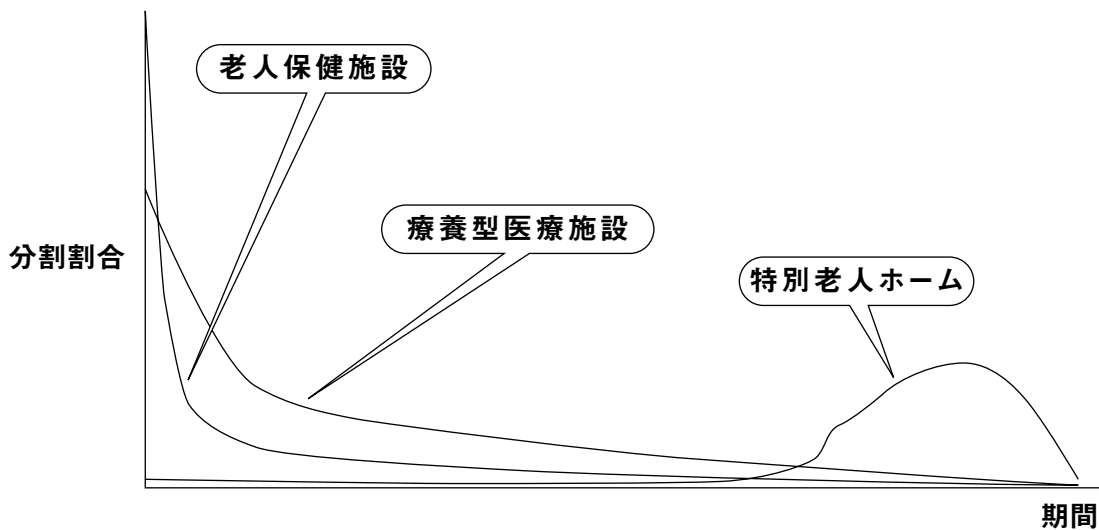 老人保健施設
療養型医療施設
分割割合
特別老人ホーム
期間